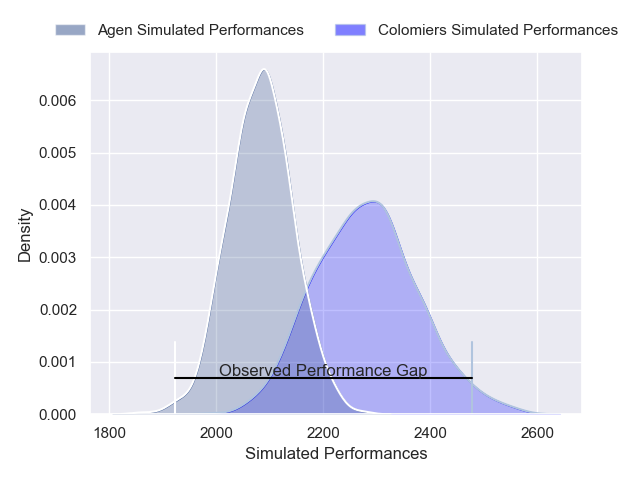 Agen Simulated Performances
Colomiers Simulated Performances
0.006
0.005
0.004
0.003
0.002
0.001
0.000
Density
Observed Performance Gap
1800 2000 2200 2400 2600
Simulated Performances